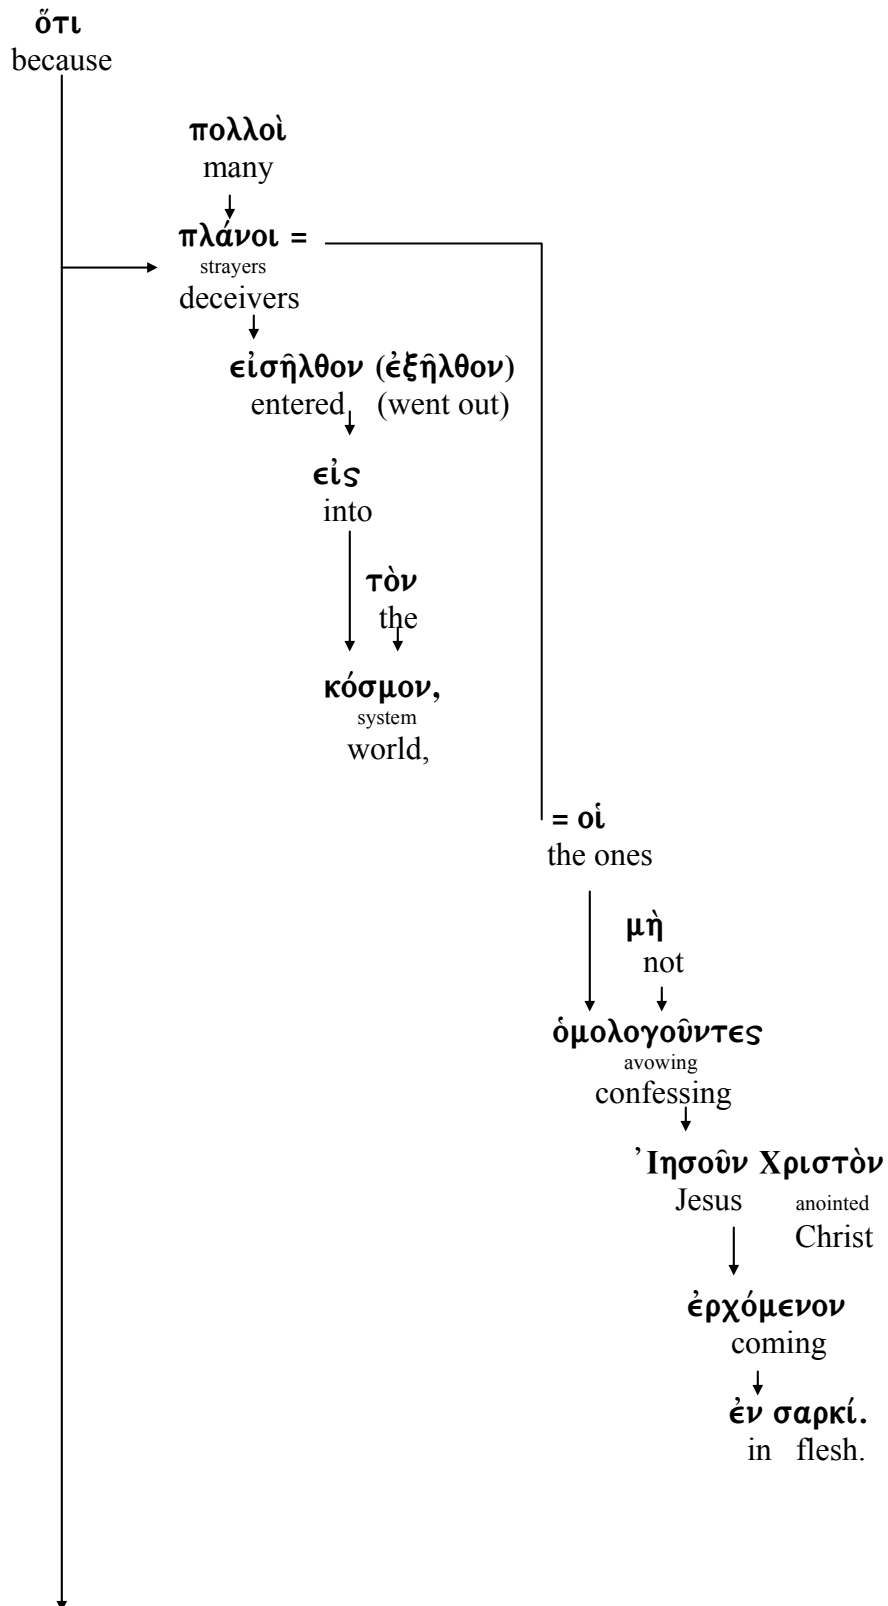 ὅτι
because
πολλοὶ
many
πλάνοι =
strayers
deceivers
εἰσῆλθον (ἐξῆλθον)
entered (went out)
εἰς
into
τὸν
the
κόσμον,
system
world,
= οἱ
the ones
μὴ
not
ὁμολογοῦντες
avowing
confessing
Ἰησοῦν Χριστὸν
Jesus anointed
Christ
ἐρχόμενον
coming
ἐν σαρκί.
in flesh.